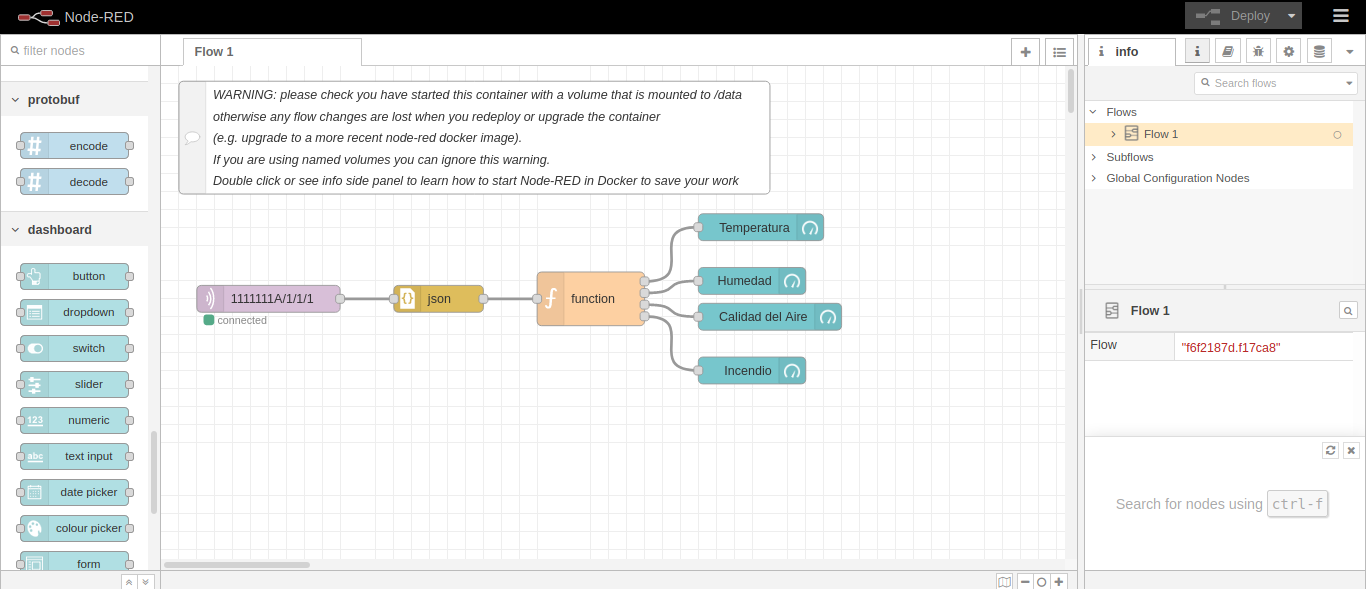 Node-RED
Deploy
filter nodes
Flow 1
info
Search flows
protobuf
encode
decode
dashboard
button
dropdown
switch
slider
123
numeric
abc
text input
date picker
colour picker
form
WARNING: please check you have started this container with a volume that is mounted to /data
otherwise any flow changes are lost when you redeploy or upgrade the container
(e.g. upgrade to a more recent node-red docker image).
If you are using named volumes you can ignore this warning.
Double click or see info side panel to learn how to start Node-RED in Docker to save your work
1111111A/1/1/1
connected
json
function
Temperatura
Humedad
Calidad del Aire
Incendio
Flows
Flow 1
Subflows
Global Configuration Nodes
Flow 1
Flow
"f6f2187d.f17ca8"
Search for nodes using ctrl-f